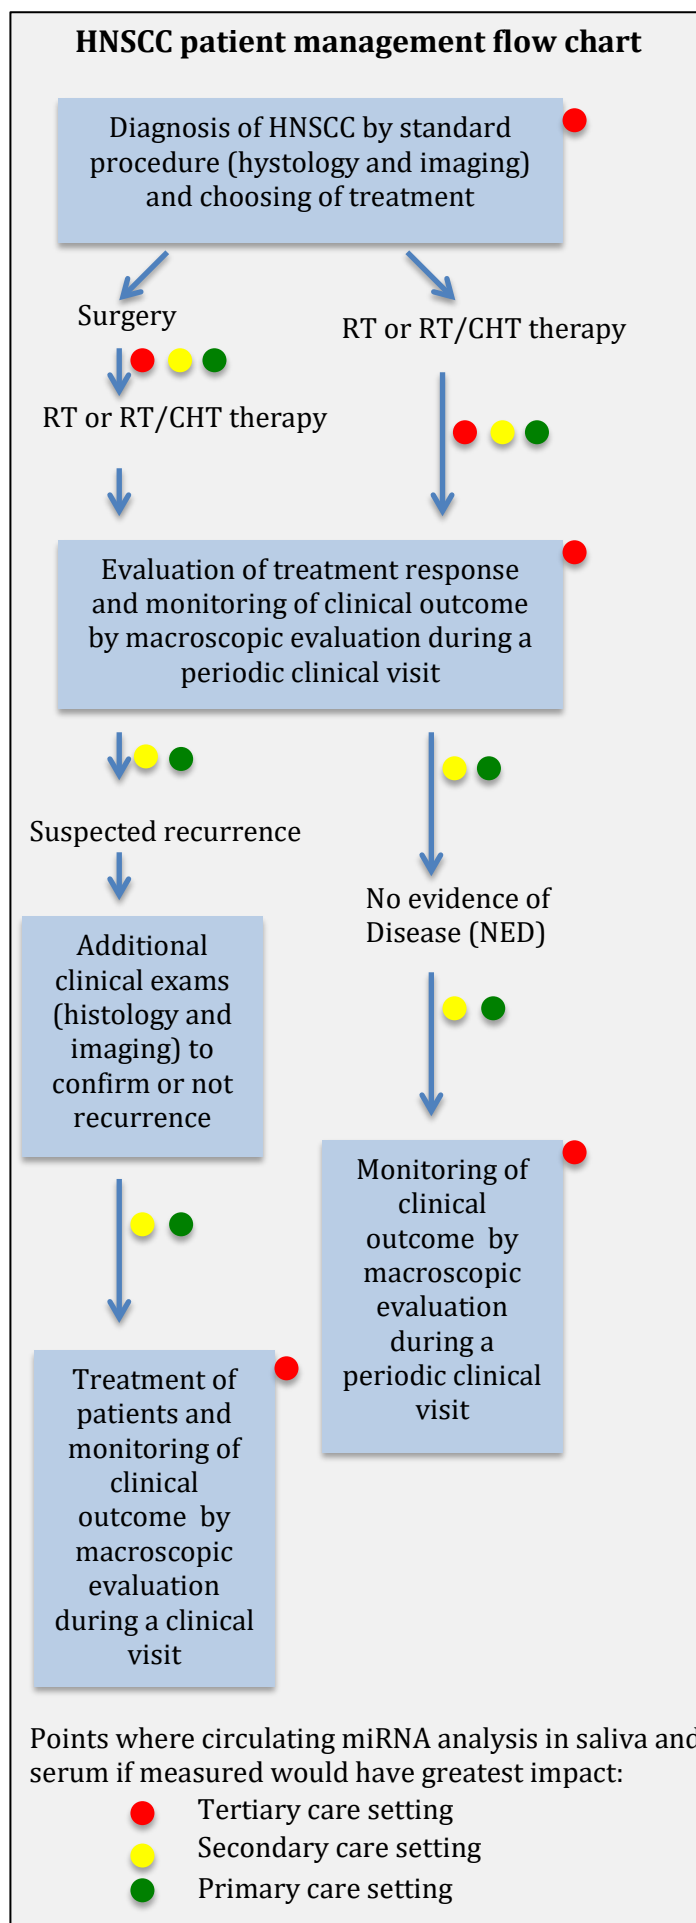 HNSCC patient management flow chart
Diagnosis of HNSCC by standard
procedure (hystology and imaging)
and choosing of treatment
Surgery
RT or RT/CHT therapy
RT or RT/CHT therapy
Evaluation of treatment response
and monitoring of clinical outcome
by macroscopic evaluation during a
periodic clinical visit
Suspected recurrence
No evidence of
Disease (NED)
Additional
clinical exams
(histology and
imaging) to
confirm or not
recurrence
Monitoring of
clinical
outcome by
macroscopic
evaluation
during a
periodic clinical
visit
Treatment of
patients and
monitoring of
clinical
outcome by
macroscopic
evaluation
during a clinical
visit
Points where circulating miRNA analysis in saliva and
serum if measured would have greatest impact:
Tertiary care setting
Secondary care setting
Primary care setting